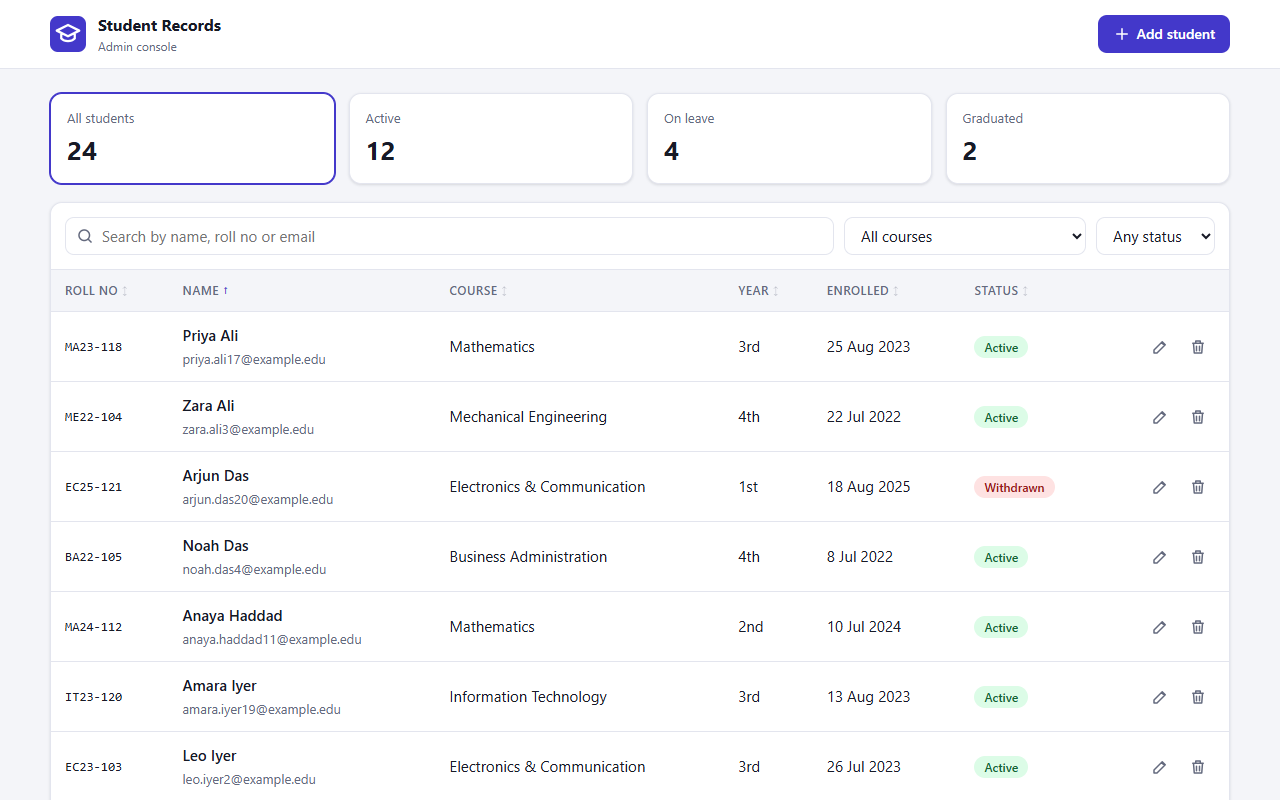 Student Records
Admin console
Add student
All students
24
Active
12
On leave
4
Graduated
2
Search by name, roll no or email
All courses
Any status
ROLL NO NAME COURSE YEAR ENROLLED STATUS
MA23-118 Priya Ali priya.ali17@example.edu Mathematics 3rd 25 Aug 2023 Active
ME22-104 Zara Ali zara.ali3@example.edu Mechanical Engineering 4th 22 Jul 2022 Active
EC25-121 Arjun Das arjun.das20@example.edu Electronics & Communication 1st 18 Aug 2025 Withdrawn
BA22-105 Noah Das noah.das4@example.edu Business Administration 4th 8 Jul 2022 Active
MA24-112 Anaya Haddad anaya.haddad11@example.edu Mathematics 2nd 10 Jul 2024 Active
IT23-120 Amara Iyer amara.iyer19@example.edu Information Technology 3rd 13 Aug 2023 Active
EC23-103 Leo Iyer leo.iyer2@example.edu Electronics & Communication 3rd 26 Jul 2023 Active